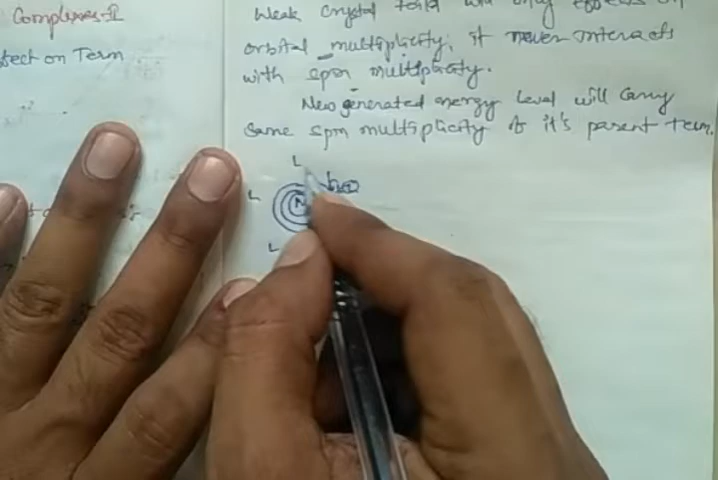 Complexes-II
fect on Term
Weak Crystal field will only effects on
orbital multiplicity, it never interacts
with spin multiplicity.
New generated energy level will carry
same spin multiplicity of it's parent term.
L
L
M
L